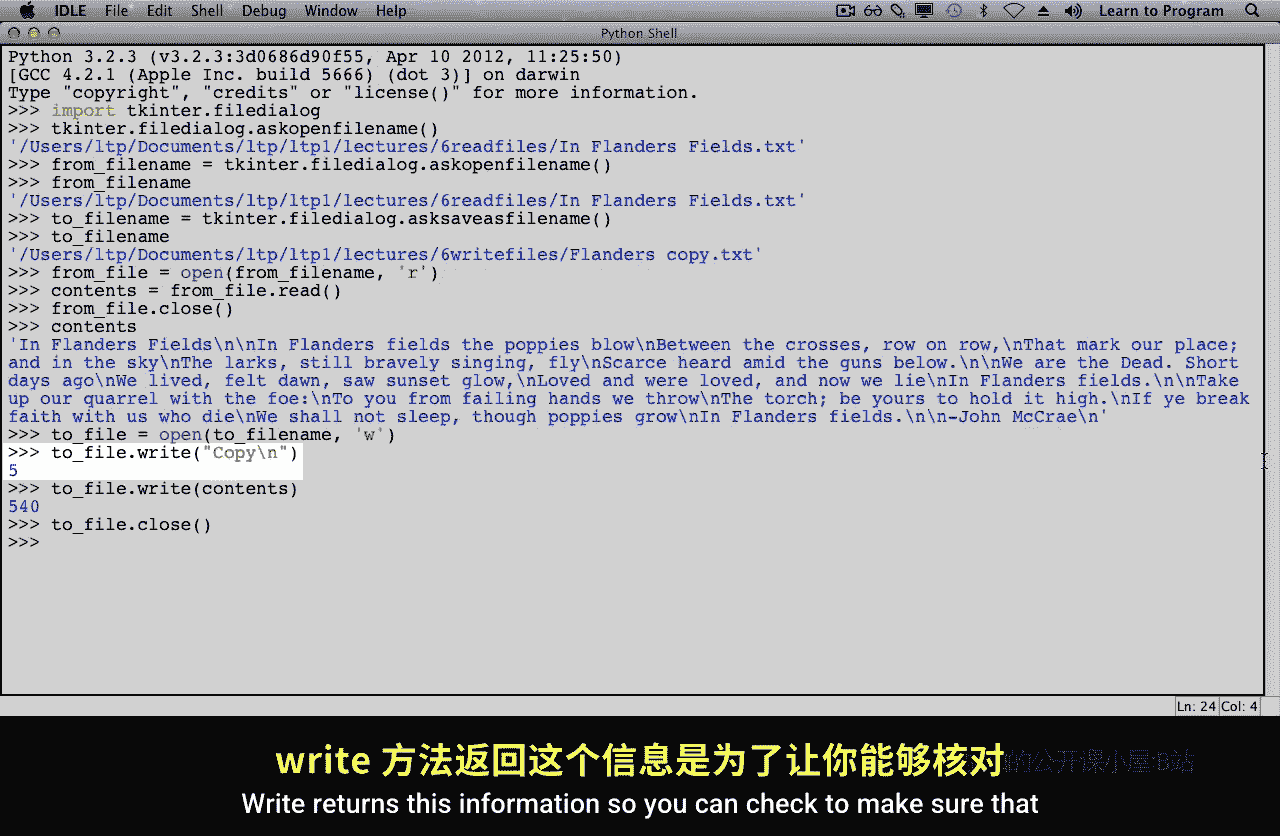 IDLE File Edit Shell Debug Window Help Learn to Program
Python Shell
Python 3.2.3 (v3.2.3:3d0686d90f55, Apr 10 2012, 11:25:50)
[GCC 4.2.1 (Apple Inc. build 5666) (dot 3)] on darwin
Type "copyright", "credits" or "license()" for more information.
>>> import tkinter.filedialog
>>> tkinter.filedialog.askopenfilename()
'/Users/ltp/Documents/ltp/ltp1/lectures/6readfiles/In Flanders Fields.txt'
>>> from_filename = tkinter.filedialog.askopenfilename()
>>> from_filename
'/Users/ltp/Documents/ltp/ltp1/lectures/6readfiles/In Flanders Fields.txt'
>>> to_filename = tkinter.filedialog.asksaveasfilename()
>>> to_filename
'/Users/ltp/Documents/ltp/ltp1/lectures/6writefiles/Flanders copy.txt'
>>> from_file = open(from_filename, 'r')
>>> contents = from_file.read()
>>> from_file.close()
>>> contents
'In Flanders Fields\n\nIn Flanders fields the poppies blow\nBetween the crosses, row on row,\nThat mark our place;
and in the sky\nThe larks, still bravely singing, fly\nScarce heard amid the guns below.\n\nWe are the Dead. Short
days ago\nWe lived, felt dawn, saw sunset glow,\nLoved and were loved, and now we lie\nIn Flanders fields.\n\nTake
up our quarrel with the foe:\nTo you from failing hands we throw\nThe torch; be yours to hold it high.\nIf ye break
faith with us who die\nWe shall not sleep, though poppies grow\nIn Flanders fields.\n\n-John McCrae\n'
>>> to_file = open(to_filename, 'w')
>>> to_file.write("Copy\n")
5
>>> to_file.write(contents)
540
>>> to_file.close()
>>>
Ln: 24 Col: 4
write 方法返回这个信息是为了让你能够核对
的公开课小屋:B站
Write returns this information so you can check to make sure that